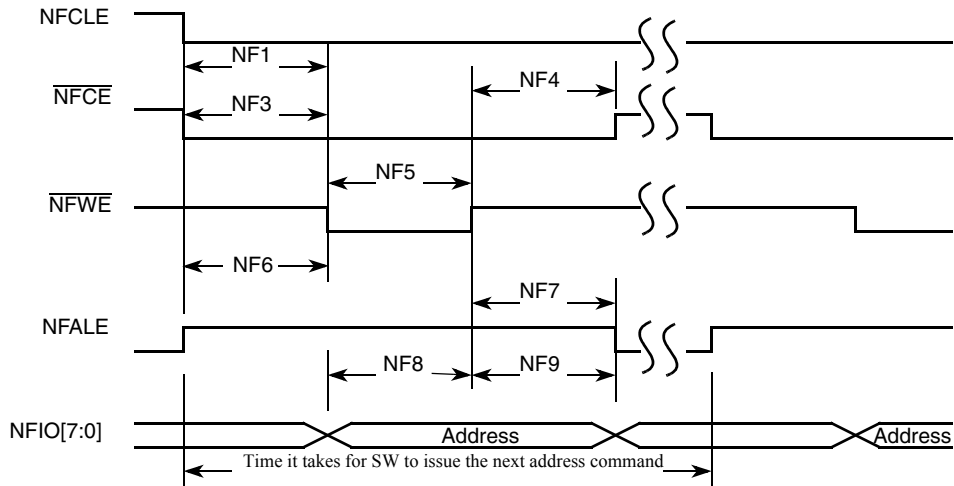 NFCLE
NF1
NF4
NFCE
NF3
NF5
NFWE
NF6
NF7
NFALE
NF8
NF9
NFIO[7:0]
Address
Address
Time it takes for SW to issue the next address command